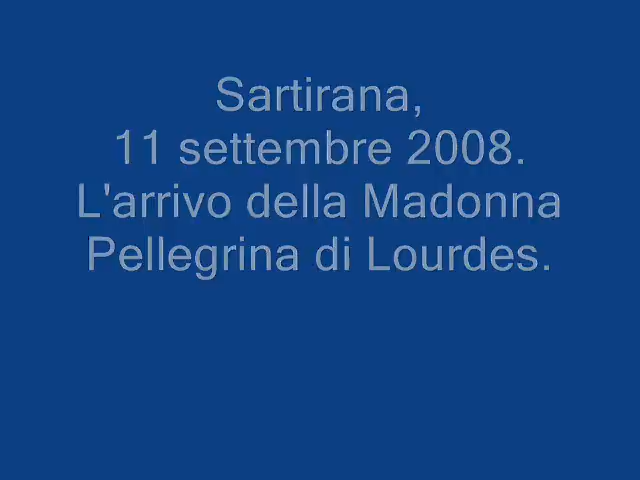 Sartirana,
11 settembre 2008.
L'arrivo della Madonna
Pellegrina di Lourdes.